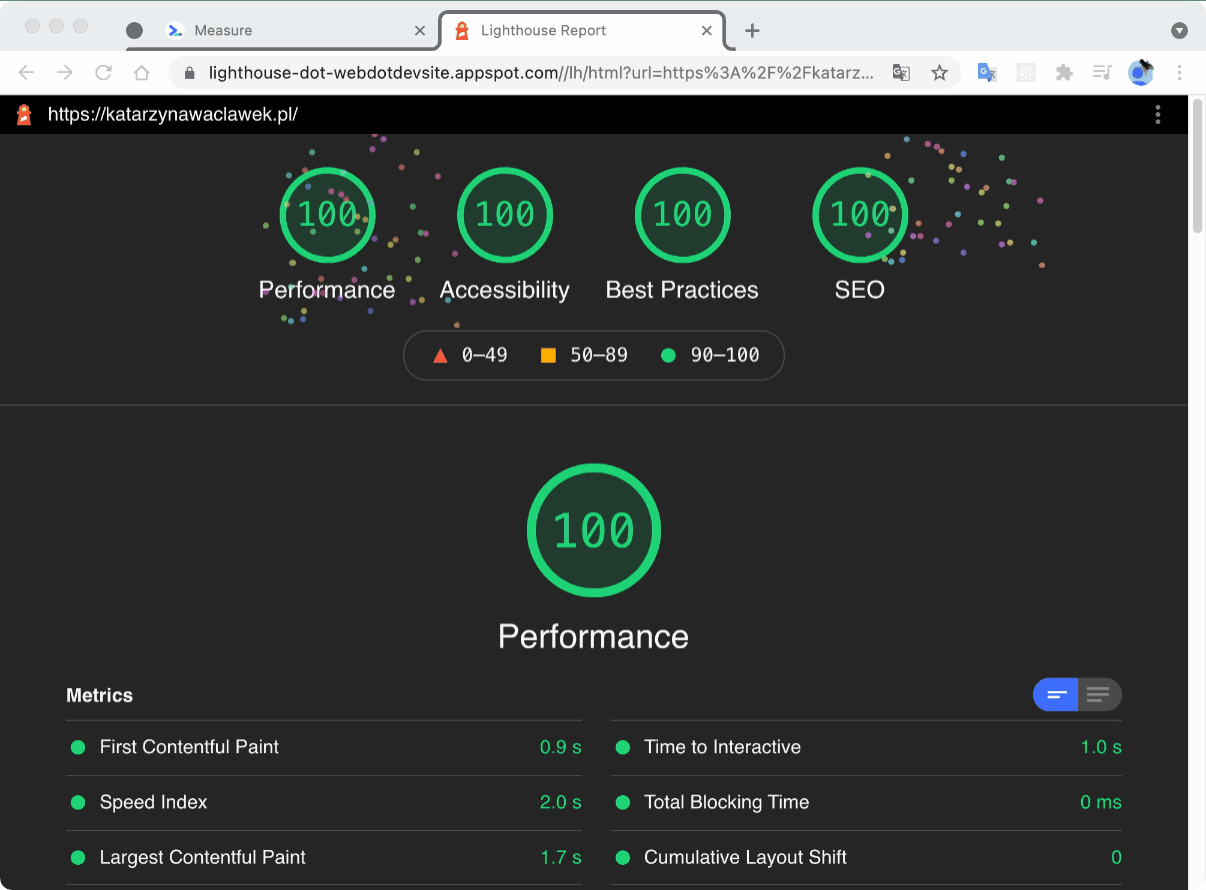 Measure
Lighthouse Report
lighthouse-dot-webdotdevsite.appspot.com//lh/html?url=https%3A%2F%2Fkatarz...
https://katarzynawaclawek.pl/
100 100 100 100
Performance Accessibility Best Practices SEO
0–49 50–89 90–100
100
Performance
Metrics
First Contentful Paint 0.9 s Time to Interactive 1.0 s
Speed Index 2.0 s Total Blocking Time 0 ms
Largest Contentful Paint 1.7 s Cumulative Layout Shift 0